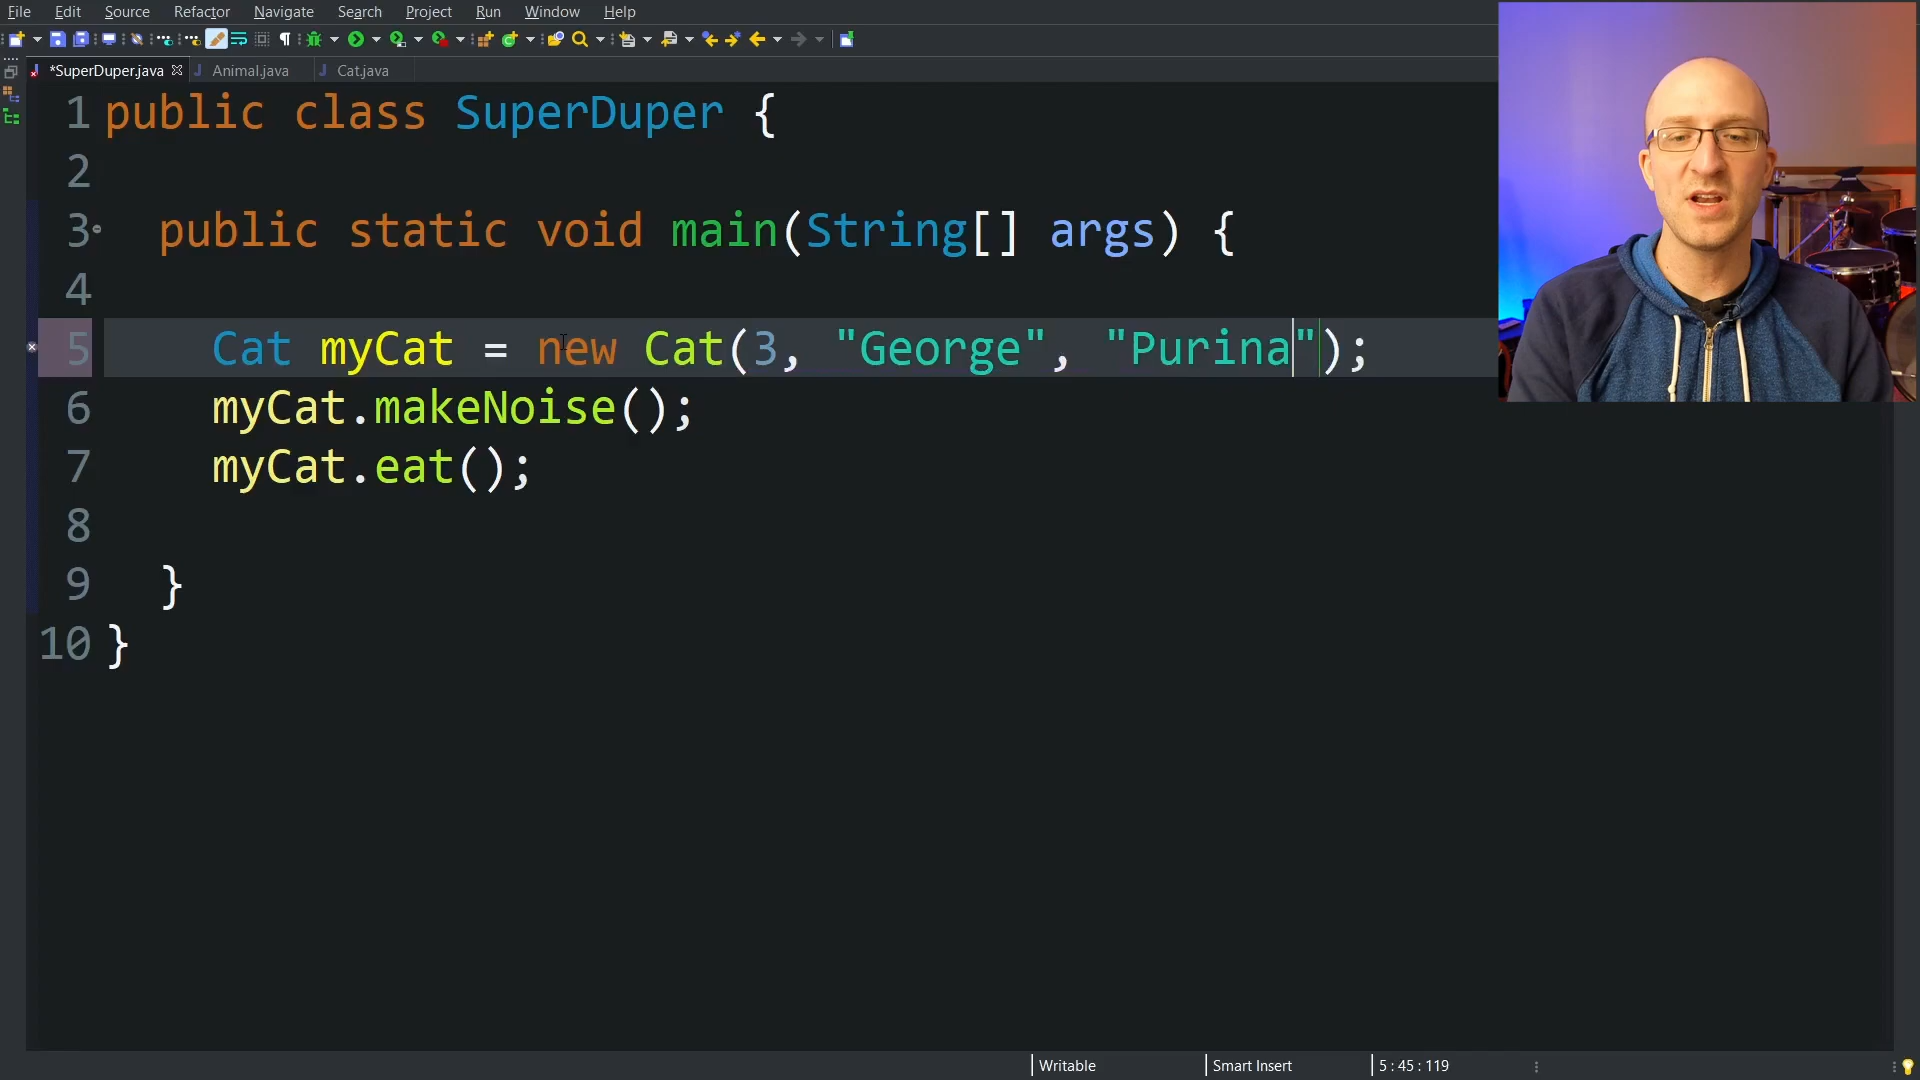 File Edit Source Refactor Navigate Search Project Run Window Help
*SuperDuper.java Animal.java Cat.java
1 public class SuperDuper {
2
3 public static void main(String[] args) {
4
5 Cat myCat = new Cat(3, "George", "Purina");
6 myCat.makeNoise();
7 myCat.eat();
8
9 }
10 }
Writable Smart Insert 5 : 45 : 119